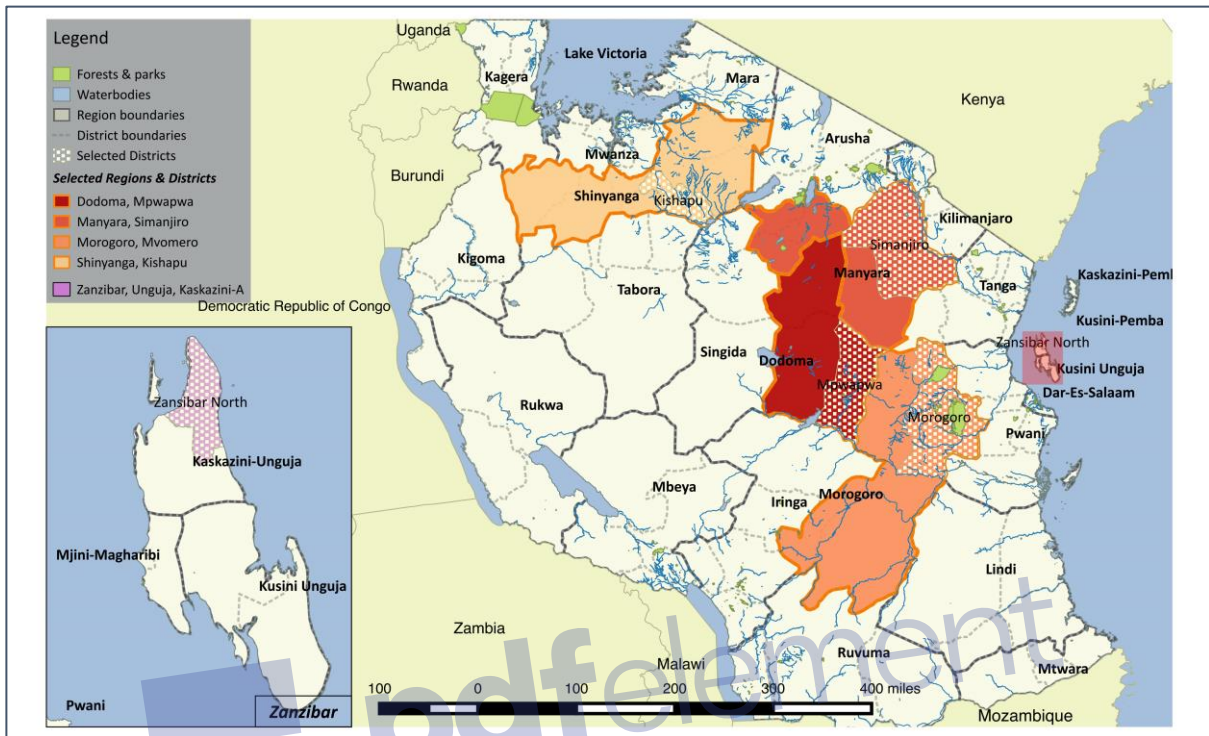 Legend
Forests & parks
Waterbodies
Region boundaries
District boundaries
Selected Districts
Selected Regions & Districts
Dodoma, Mpwapwa
Manyara, Simanjiro
Morogoro, Mvomero
Shinyanga, Kishapu
Zanzibar, Unguja, Kaskazini-A
Uganda
Lake Victoria
Kagera
Mara
Rwanda
Kenya
Mwanza
Arusha
Burundi
Shinyanga
Kishapu
Kilimanjaro
Simanjiro
Kigoma
Manyara
Tanga
Kaskazini-Pemb
Tabora
Democratic Republic of Congo
Kusini-Pemba
Singida
Dodoma
Zansibar North
Mpwapwa
Kusini Unguja
Dar-Es-Salaam
Rukwa
Morogoro
Pwani
Mbeya
Iringa
Morogoro
Lindi
Zambia
Malawi
Ruvuma
Mtwara
Mozambique
100 0 100 200 300 400 miles
Zansibar North
Kaskazini-Unguja
Mjini-Magharibi
Kusini Unguja
Pwani
Zanzibar
pdfelement